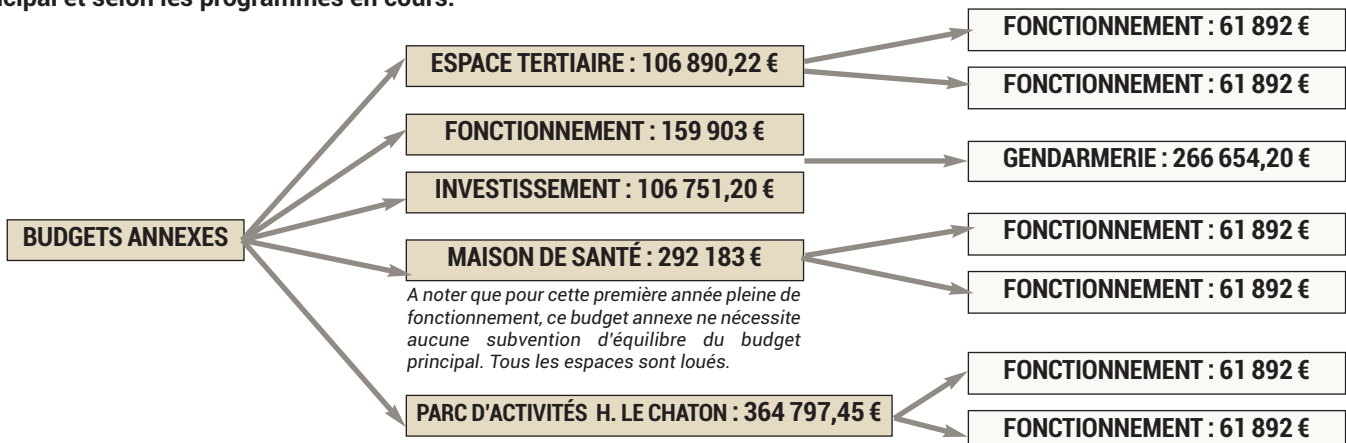 cipal et selon les programmes en cours.
FONCTIONNEMENT : 61 892 €
ESPACE TERTIAIRE : 106 890,22 €
FONCTIONNEMENT : 61 892 €
FONCTIONNEMENT : 159 903 €
GENDARMERIE : 266 654,20 €
INVESTISSEMENT : 106 751,20 €
BUDGETS ANNEXES
FONCTIONNEMENT : 61 892 €
MAISON DE SANTÉ : 292 183 €
FONCTIONNEMENT : 61 892 €
A noter que pour cette première année pleine de
fonctionnement, ce budget annexe ne nécessite
aucune subvention d'équilibre du budget
principal. Tous les espaces sont loués.
FONCTIONNEMENT : 61 892 €
PARC D'ACTIVITÉS H. LE CHATON : 364 797,45 €
FONCTIONNEMENT : 61 892 €